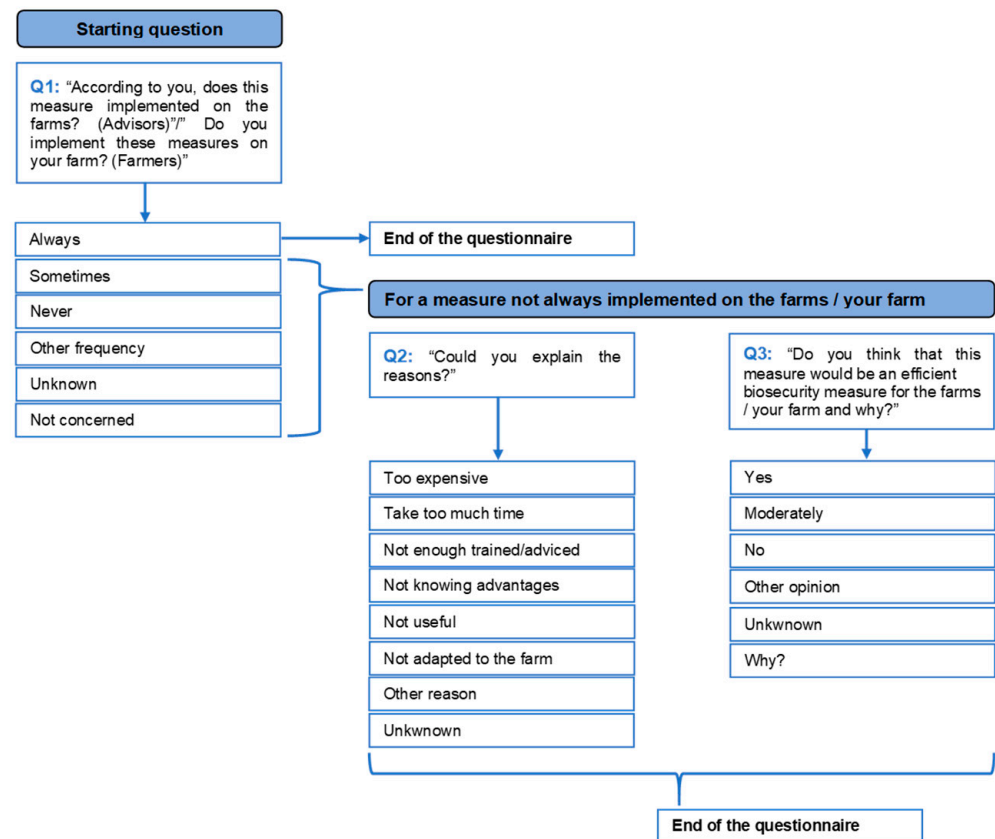 Starting question
Q1: “According to you, does this
measure implemented on the
farms? (Advisors)”/” Do you
implement these measures on
your farm? (Farmers)”
Always
End of the questionnaire
Sometimes
Never
Other frequency
Unknown
Not concerned
For a measure not always implemented on the farms / your farm
Q2: “Could you explain the
reasons?”
Too expensive
Take too much time
Not enough trained/adviced
Not knowing advantages
Not useful
Not adapted to the farm
Other reason
Unkwnown
Q3: “Do you think that this
measure would be an efficient
biosecurity measure for the farms
/ your farm and why?”
Yes
Moderately
No
Other opinion
Unkwnown
Why?
End of the questionnaire